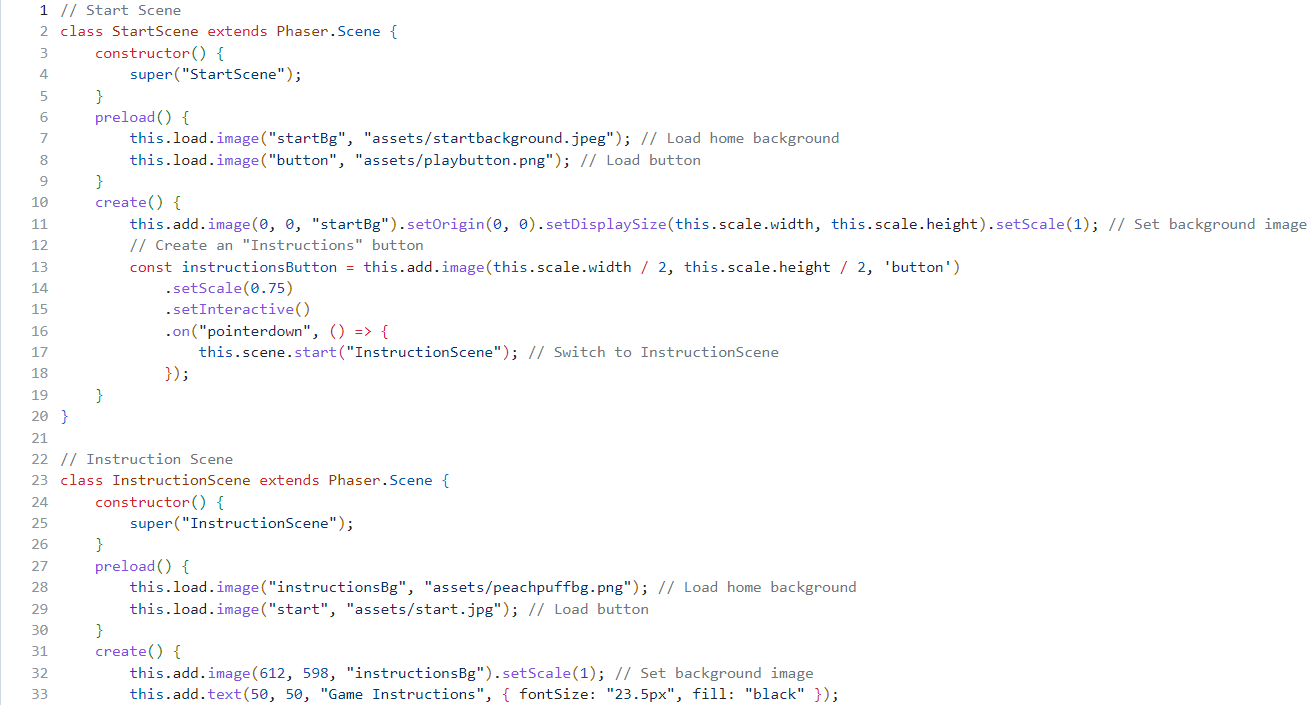 1 // Start Scene
2 class StartScene extends Phaser.Scene {
3     constructor() {
4         super("StartScene");
5     }
6     preload() {
7         this.load.image("startBg", "assets/startbackground.jpeg"); // Load home background
8         this.load.image("button", "assets/playbutton.png"); // Load button
9     }
10     create() {
11         this.add.image(0, 0, "startBg").setOrigin(0, 0).setDisplaySize(this.scale.width, this.scale.height).setScale(1); // Set background image
12         // Create an "Instructions" button
13         const instructionsButton = this.add.image(this.scale.width / 2, this.scale.height / 2, 'button')
14             .setScale(0.75)
15             .setInteractive()
16             .on("pointerdown", () => {
17                 this.scene.start("InstructionScene"); // Switch to InstructionScene
18             });
19     }
20 }
21
22 // Instruction Scene
23 class InstructionScene extends Phaser.Scene {
24     constructor() {
25         super("InstructionScene");
26     }
27     preload() {
28         this.load.image("instructionsBg", "assets/peachpuffbg.png"); // Load home background
29         this.load.image("start", "assets/start.jpg"); // Load button
30     }
31     create() {
32         this.add.image(612, 598, "instructionsBg").setScale(1); // Set background image
33         this.add.text(50, 50, "Game Instructions", { fontSize: "23.5px", fill: "black" });